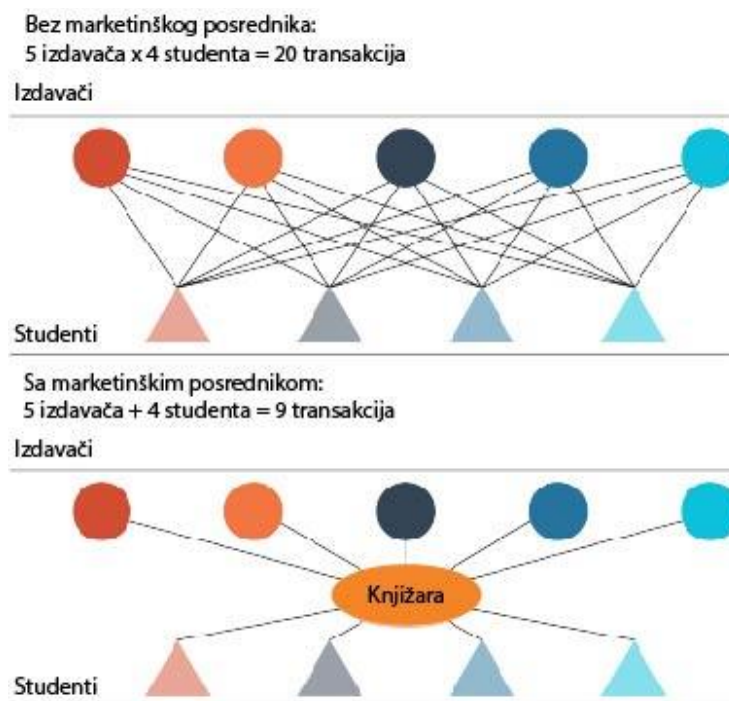 Bez marketinškog posrednika:
5 izdavača x 4 studenta = 20 transakcija
Izdavači
Studenti
Sa marketinškim posrednikom:
5 izdavača + 4 studenta = 9 transakcija
Izdavači
Knjižara
Studenti